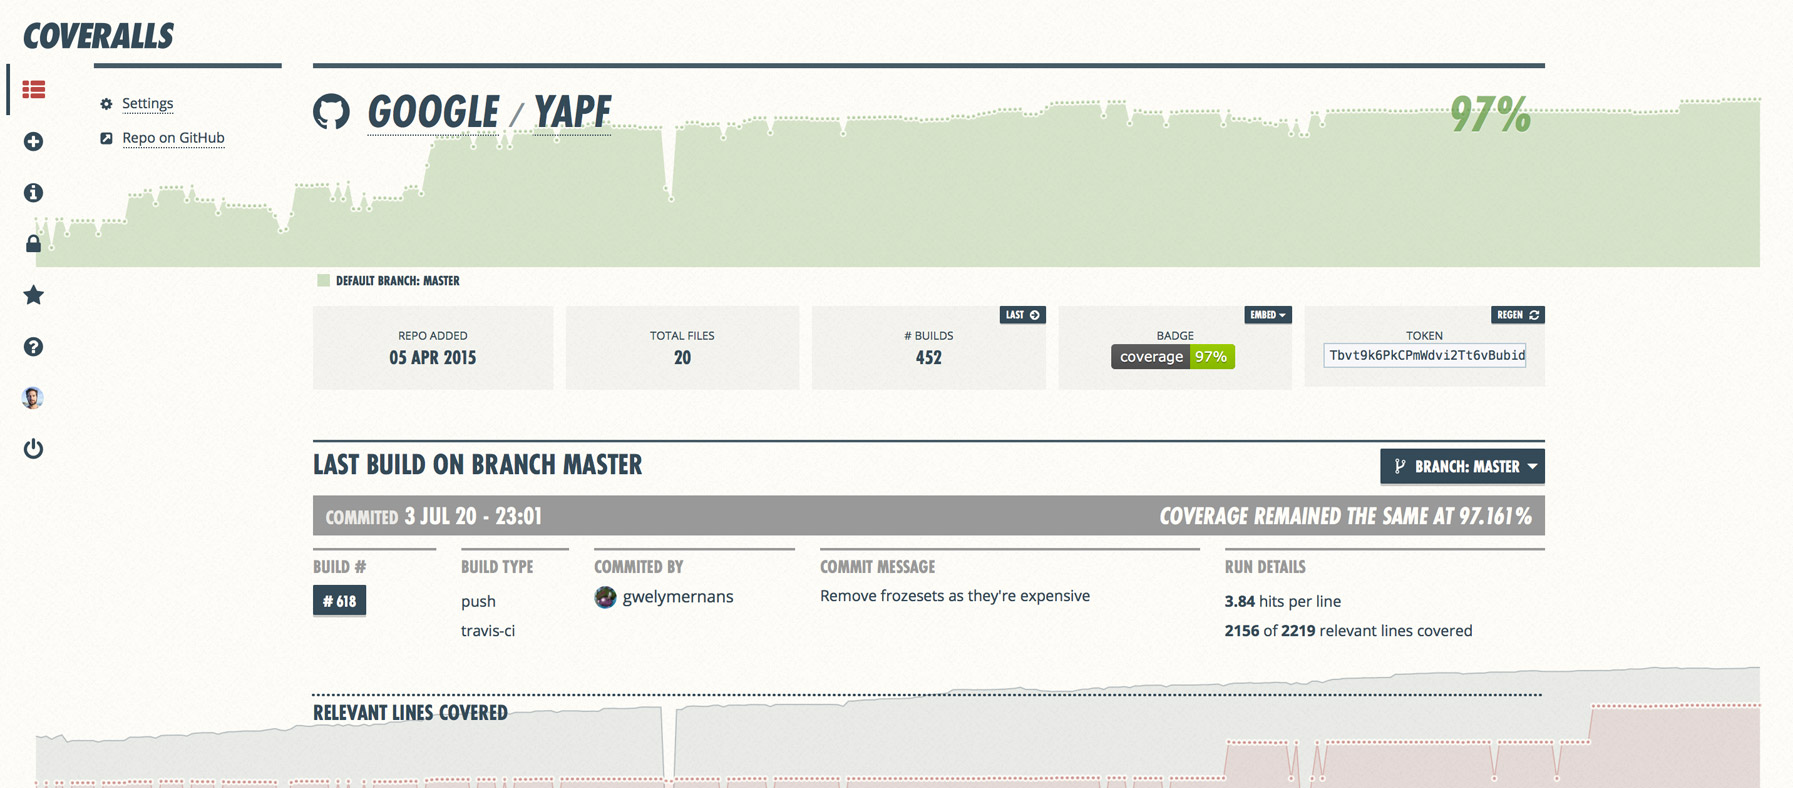 COVERALLS
Settings
Repo on GitHub
GOOGLE / YAPF
97%
DEFAULT BRANCH: MASTER
REPO ADDED
05 APR 2015
TOTAL FILES
20
LAST
# BUILDS
452
EMBED
BADGE
coverage 97%
REGEN
TOKEN
Tbvt9k6PkCPmWdvi2Tt6vBubid
LAST BUILD ON BRANCH MASTER
BRANCH: MASTER
COMMITED 3 JUL 20 - 23:01
COVERAGE REMAINED THE SAME AT 97.161%
BUILD #
# 618
BUILD TYPE
push
travis-ci
COMMITED BY
gwelymernans
COMMIT MESSAGE
Remove frozesets as they're expensive
RUN DETAILS
3.84 hits per line
2156 of 2219 relevant lines covered
RELEVANT LINES COVERED